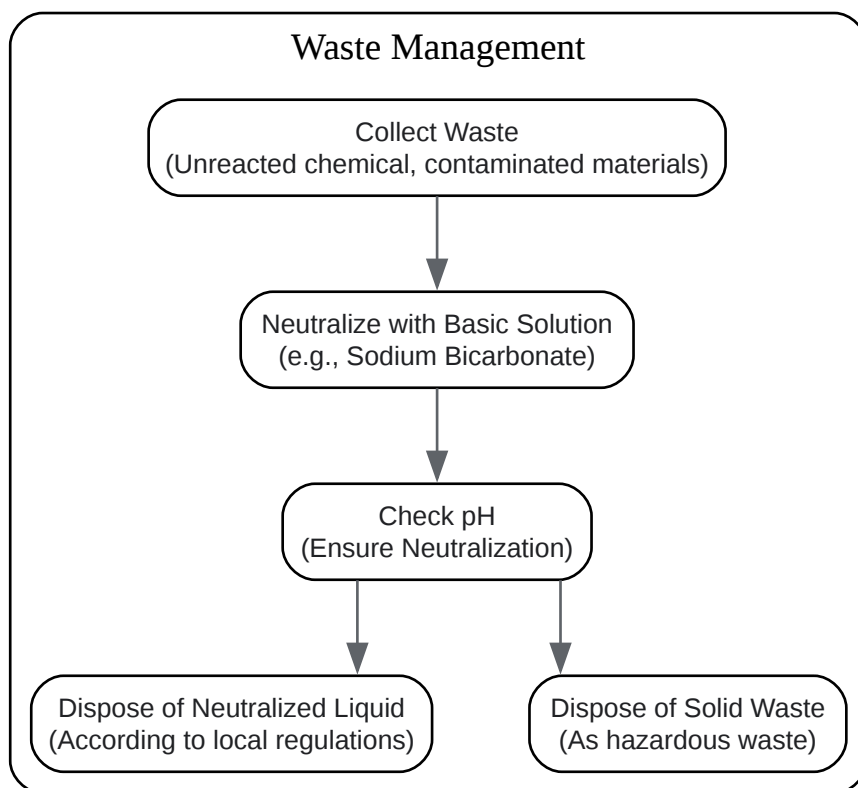 Waste Management
Collect Waste
(Unreacted chemical, contaminated materials)
Neutralize with Basic Solution
(e.g., Sodium Bicarbonate)
Check pH
(Ensure Neutralization)
Dispose of Neutralized Liquid
(According to local regulations)
Dispose of Solid Waste
(As hazardous waste)